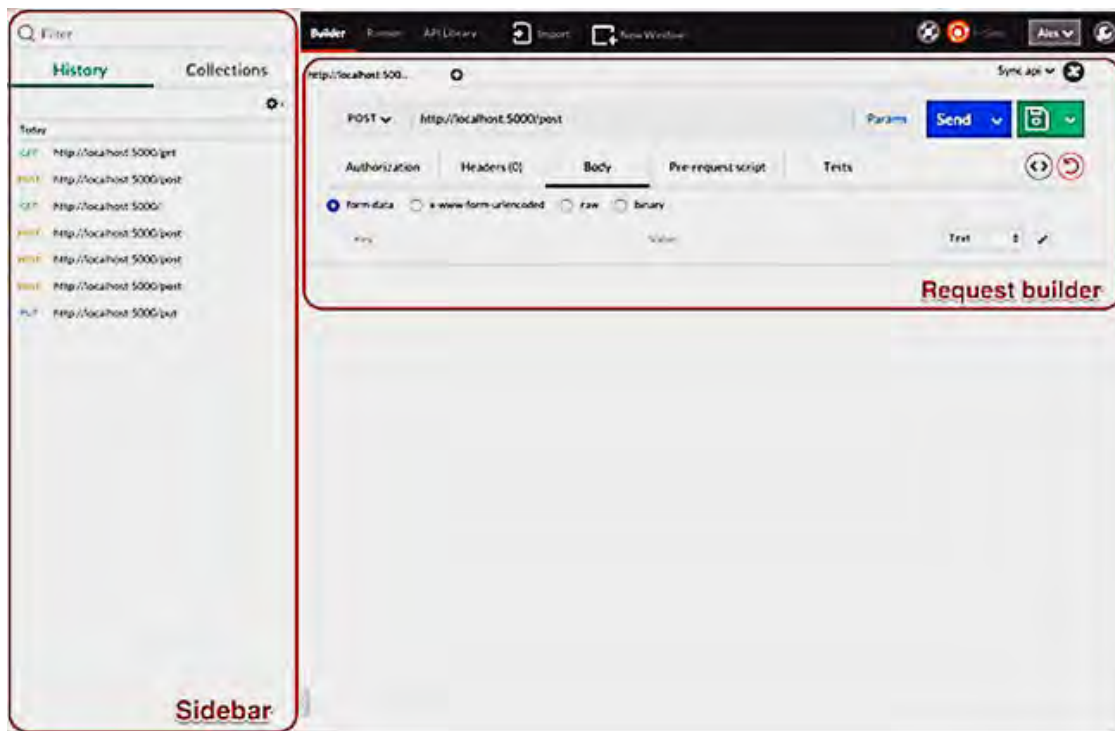 Filter
History Collections
Today
GET http://localhost:5000/get
POST http://localhost:5000/post
GET http://localhost:5000/
POST http://localhost:5000/post
POST http://localhost:5000/post
POST http://localhost:5000/post
PUT http://localhost:5000/put
Sidebar
Builder Runner API Library Import New Window Alex
http://localhost:500... Sync api
POST http://localhost:5000/post Params Send
Authorization Headers (0) Body Pre-request script Tests
form-data x-www-form-urlencoded raw binary
Key Value Text
Request builder